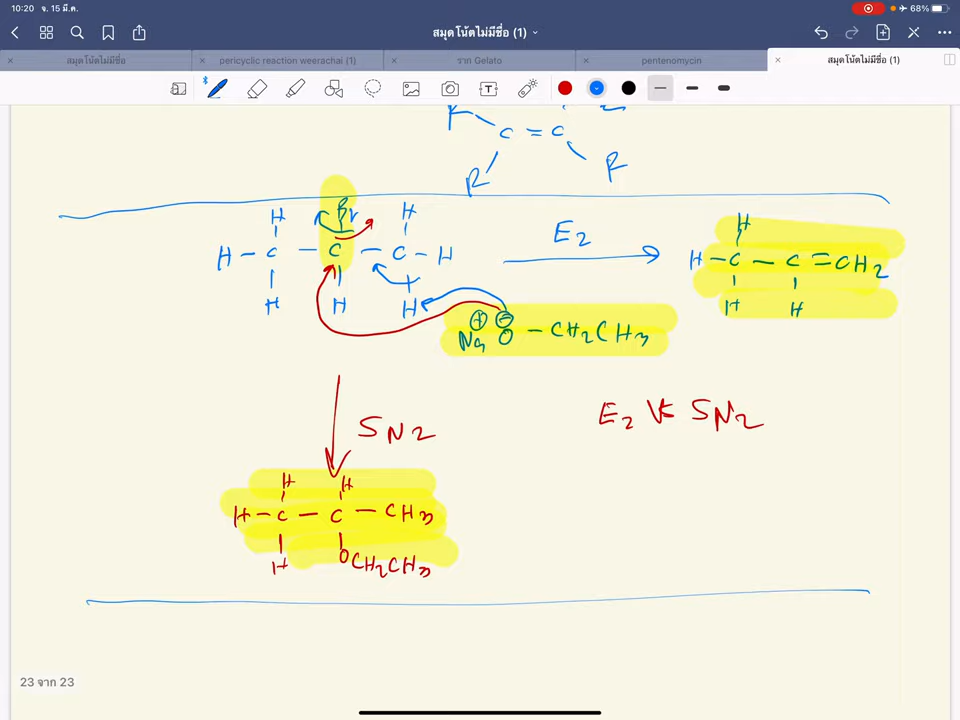 10:20 จ. 15 มี.ค. 68%
สมุดโน้ตไม่มีชื่อ (1)
สมุดโน้ตไม่มีชื่อ pericyclic reaction weerachai (1) ราก Gelato pentenomycin สมุดโน้ตไม่มีชื่อ (1)
T
C = C
R R
H Br H H
H - C - C - C - H E2 H - C - C = CH2
H H H H H
Na ⊕ ⊖ O - CH2CH3
E2 VS SN2
SN2
H H
H - C - C - CH3
H OCH2CH3
23 จาก 23